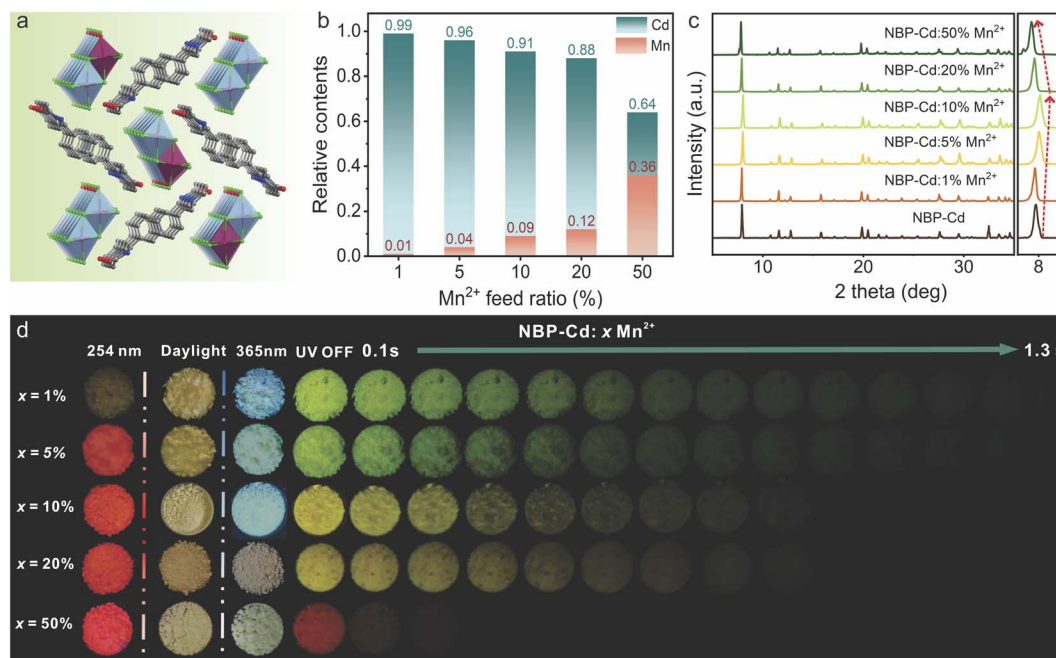 a
b
Cd
Mn
0.99
0.96
0.91
0.88
0.64
0.36
0.01
0.04
0.09
0.12
1.0
0.8
0.6
0.4
0.2
0.0
Relative contents
1
5
10
20
50
Mn²⁺ feed ratio (%)
c
NBP-Cd:50% Mn²⁺
NBP-Cd:20% Mn²⁺
NBP-Cd:10% Mn²⁺
NBP-Cd:5% Mn²⁺
NBP-Cd:1% Mn²⁺
NBP-Cd
Intensity (a.u.)
10
20
30
8
2 theta (deg)
d
NBP-Cd: x Mn²⁺
254 nm Daylight 365nm UV OFF 0.1s 1.3
x = 1%
x = 5%
x = 10%
x = 20%
x = 50%